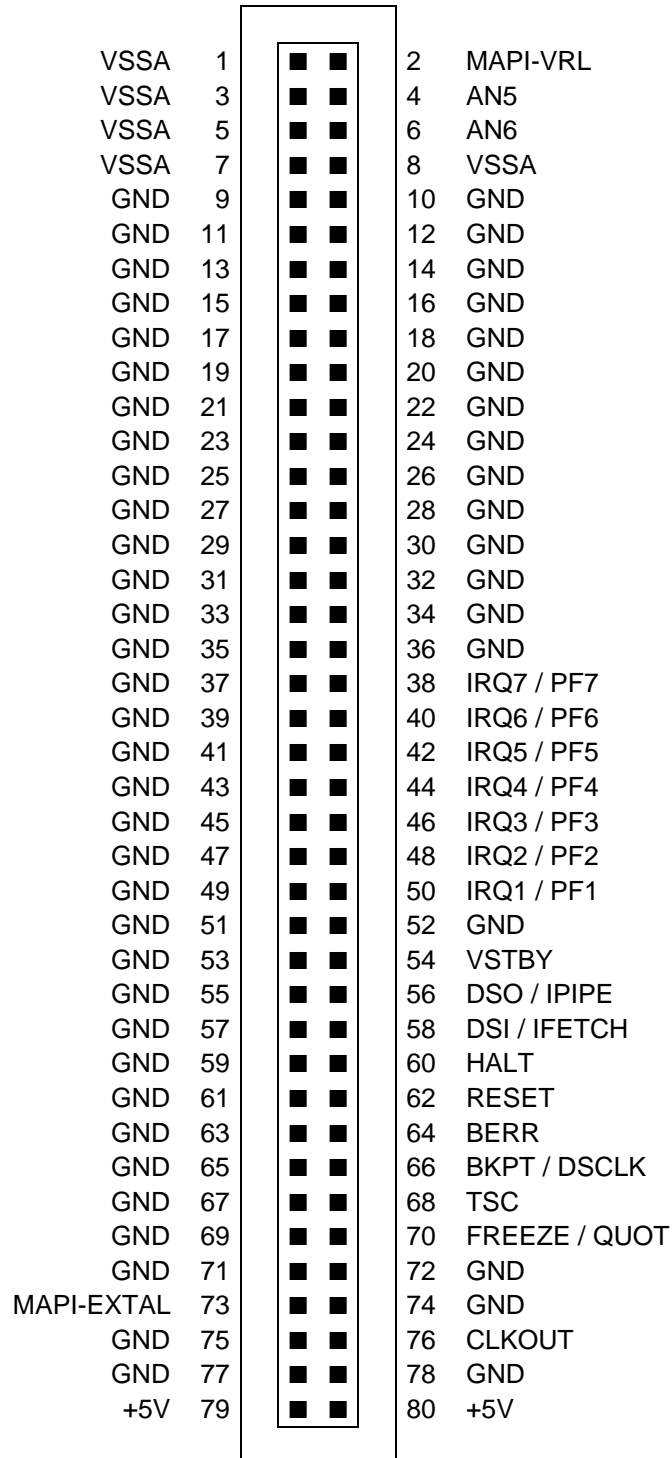 VSSA 1 2 MAPI-VRL
VSSA 3 4 AN5
VSSA 5 6 AN6
VSSA 7 8 VSSA
GND 9 10 GND
GND 11 12 GND
GND 13 14 GND
GND 15 16 GND
GND 17 18 GND
GND 19 20 GND
GND 21 22 GND
GND 23 24 GND
GND 25 26 GND
GND 27 28 GND
GND 29 30 GND
GND 31 32 GND
GND 33 34 GND
GND 35 36 GND
GND 37 38 IRQ7 / PF7
GND 39 40 IRQ6 / PF6
GND 41 42 IRQ5 / PF5
GND 43 44 IRQ4 / PF4
GND 45 46 IRQ3 / PF3
GND 47 48 IRQ2 / PF2
GND 49 50 IRQ1 / PF1
GND 51 52 GND
GND 53 54 VSTBY
GND 55 56 DSO / IPIPE
GND 57 58 DSI / IFETCH
GND 59 60 HALT
GND 61 62 RESET
GND 63 64 BERR
GND 65 66 BKPT / DSCLK
GND 67 68 TSC
GND 69 70 FREEZE / QUOT
GND 71 72 GND
MAPI-EXTAL 73 74 GND
GND 75 76 CLKOUT
GND 77 78 GND
+5V 79 80 +5V